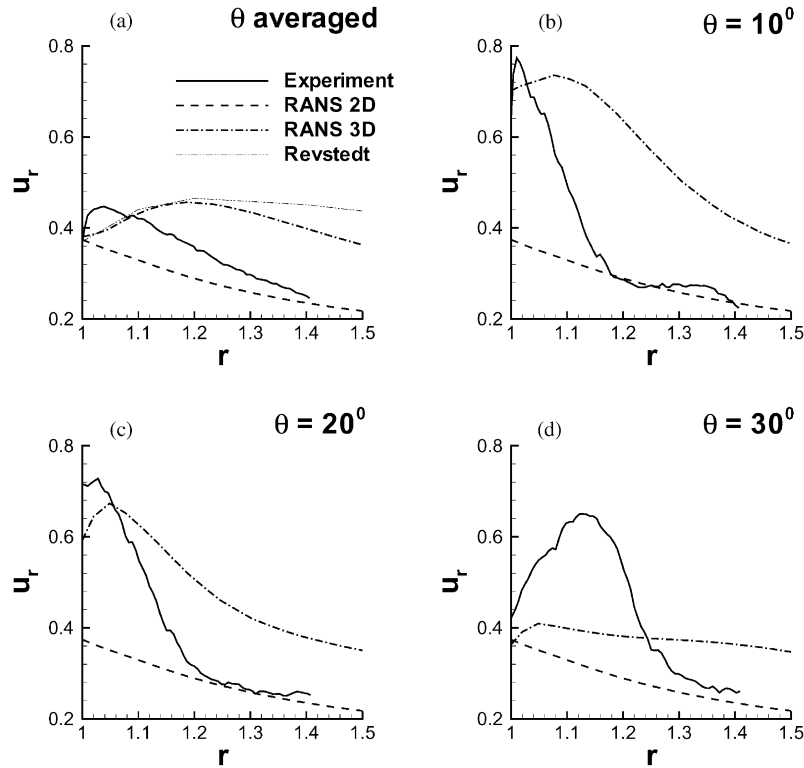 (a) θ averaged
Experiment
RANS 2D
RANS 3D
Revstedt
0.8
0.6
0.4
0.2
u_r
1 1.1 1.2 1.3 1.4 1.5
r
(b) θ = 10⁰
0.8
0.6
0.4
0.2
u_r
1 1.1 1.2 1.3 1.4 1.5
r
(c) θ = 20⁰
0.8
0.6
0.4
0.2
u_r
1 1.1 1.2 1.3 1.4 1.5
r
(d) θ = 30⁰
0.8
0.6
0.4
0.2
u_r
1 1.1 1.2 1.3 1.4 1.5
r